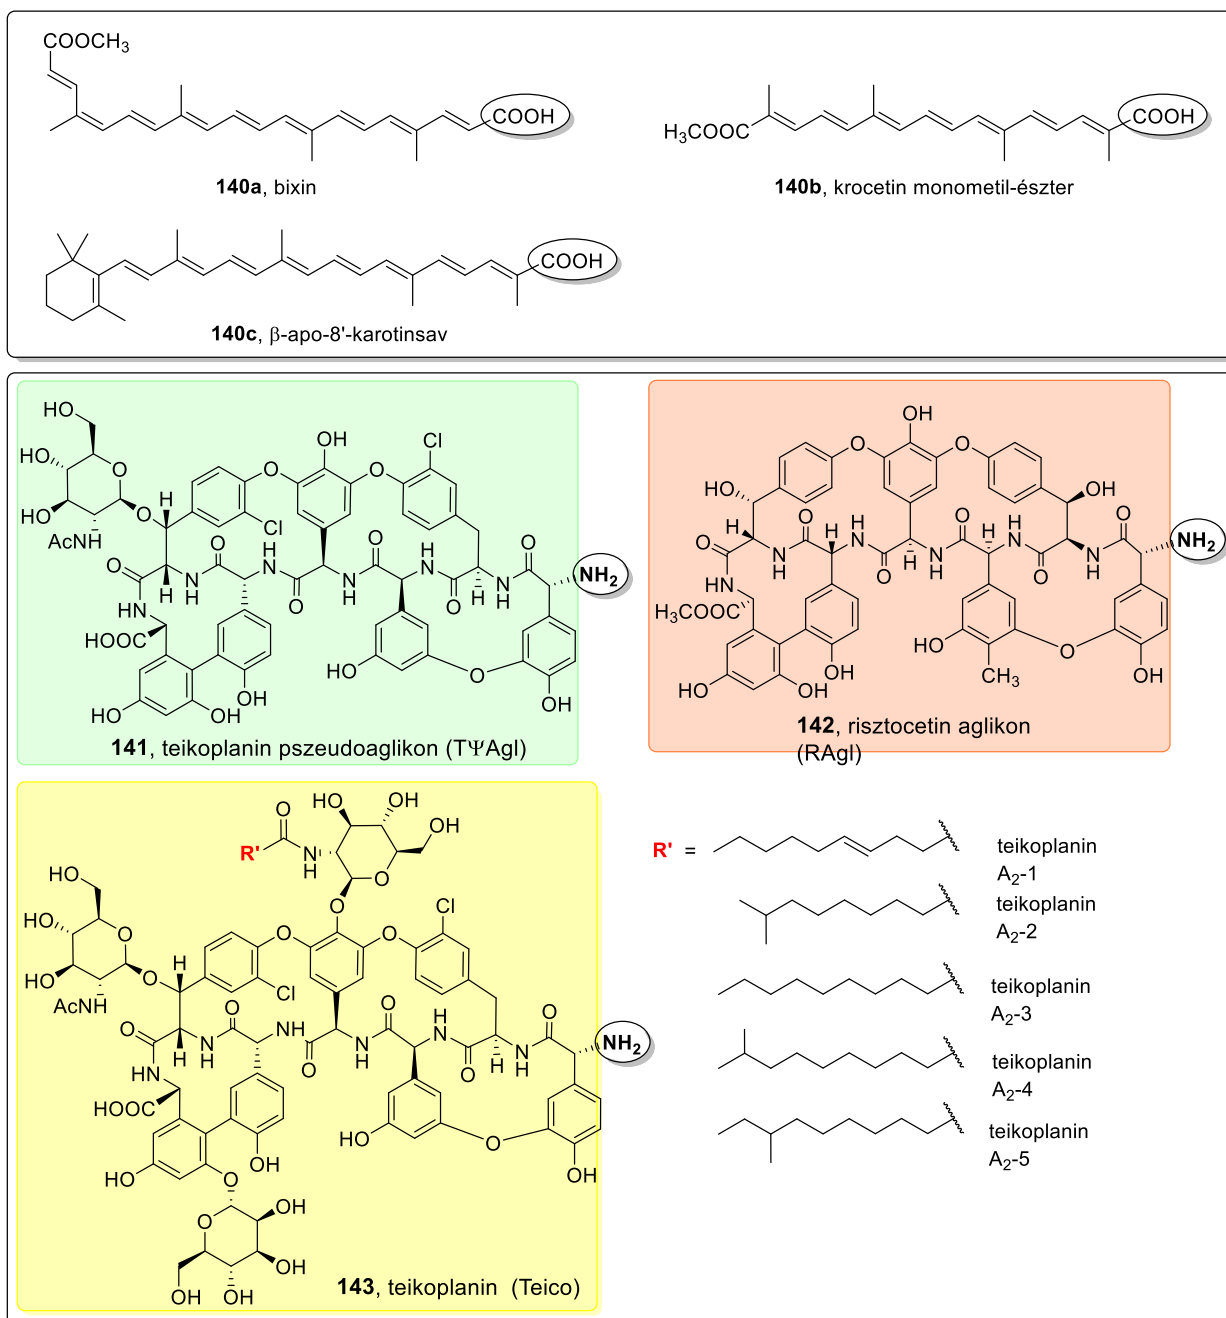 COOCH3
COOH
140a, bixin
H3COOC
COOH
140b, krocetin monometil-észter
COOH
140c, β-apo-8'-karotinsav
HO
HO
O
HO
AcNH
O
H
Cl
O
OH
O
Cl
O
HN
HOOC
O
N
H
H
O
H
N
O
N
H
O
H
N
O
H
N
H
O
NH2
HO
OH
OH
HO
O
OH
141, teikoplanin pszeudoaglikon (TΨAgl)
OH
O
O
HO
OH
H
O
HN
H3COOC
N
H
O
H
H
N
O
H
N
H
O
H
H
N
O
N
H
O
NH2
HO
OH
OH
HO
CH3
O
OH
142, risztocetin aglikon
(RAgl)
R'
O
N
H
HO
OH
OH
O
O
HO
HO
O
HO
AcNH
O
H
Cl
O
O
O
Cl
O
HN
HOOC
H
N
H
O
NH
O
N
H
O
H
N
O
H
N
H
O
NH2
HO
OH
O
HO
O
OH
O
OH
OH
OH
OH
143, teikoplanin (Teico)
R' =
teikoplanin
A2-1
teikoplanin
A2-2
teikoplanin
A2-3
teikoplanin
A2-4
teikoplanin
A2-5